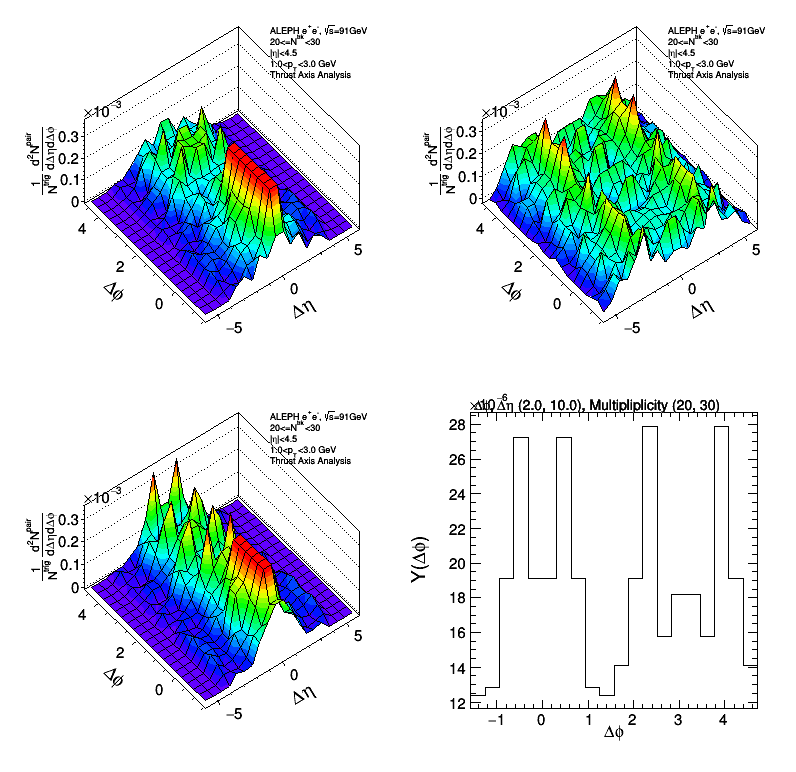 ALEPH e⁺e⁻, √s=91GeV
20<=N^trk<30
|η|<4.5
1.0<p_T<3.0 GeV
Thrust Axis Analysis
×10⁻³
1/N^trig d²N^pair/dΔηdΔφ
0.3
0.2
0.1
0
4
2
0
Δφ
−5
0
5
Δη
ALEPH e⁺e⁻, √s=91GeV
20<=N^trk<30
|η|<4.5
1.0<p_T<3.0 GeV
Thrust Axis Analysis
×10⁻³
1/N^trig d²N^pair/dΔηdΔφ
0.3
0.2
0.1
0
4
2
0
Δφ
−5
0
5
Δη
ALEPH e⁺e⁻, √s=91GeV
20<=N^trk<30
|η|<4.5
1.0<p_T<3.0 GeV
Thrust Axis Analysis
×10⁻³
1/N^trig d²N^pair/dΔηdΔφ
0.3
0.2
0.1
0
4
2
0
Δφ
−5
0
5
Δη
×10⁻⁶
Δφ, Δη (2.0, 10.0), Multipliplicity (20, 30)
Y(Δφ)
28
26
24
22
20
18
16
14
12
−1 0 1 2 3 4
Δφ